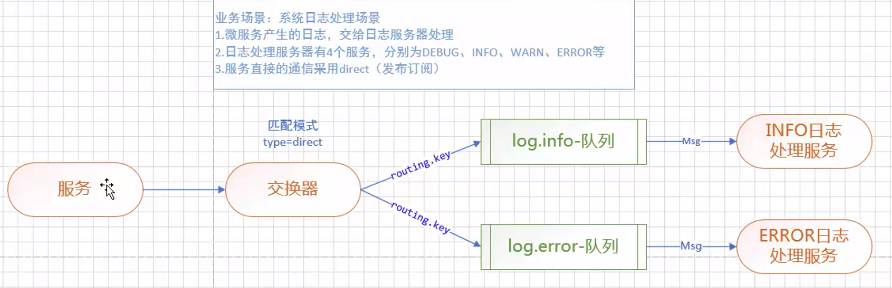 业务场景：系统日志处理场景
1.微服务产生的日志，交给日志服务器处理
2.日志处理服务器有4个服务，分别为DEBUG、INFO、WARN、ERROR等
3.服务直接的通信采用direct（发布订阅）
匹配模式
type=direct
服务
交换器
routing.key
routing.key
log.info-队列
log.error-队列
Msg
Msg
INFO日志
处理服务
ERROR日志
处理服务